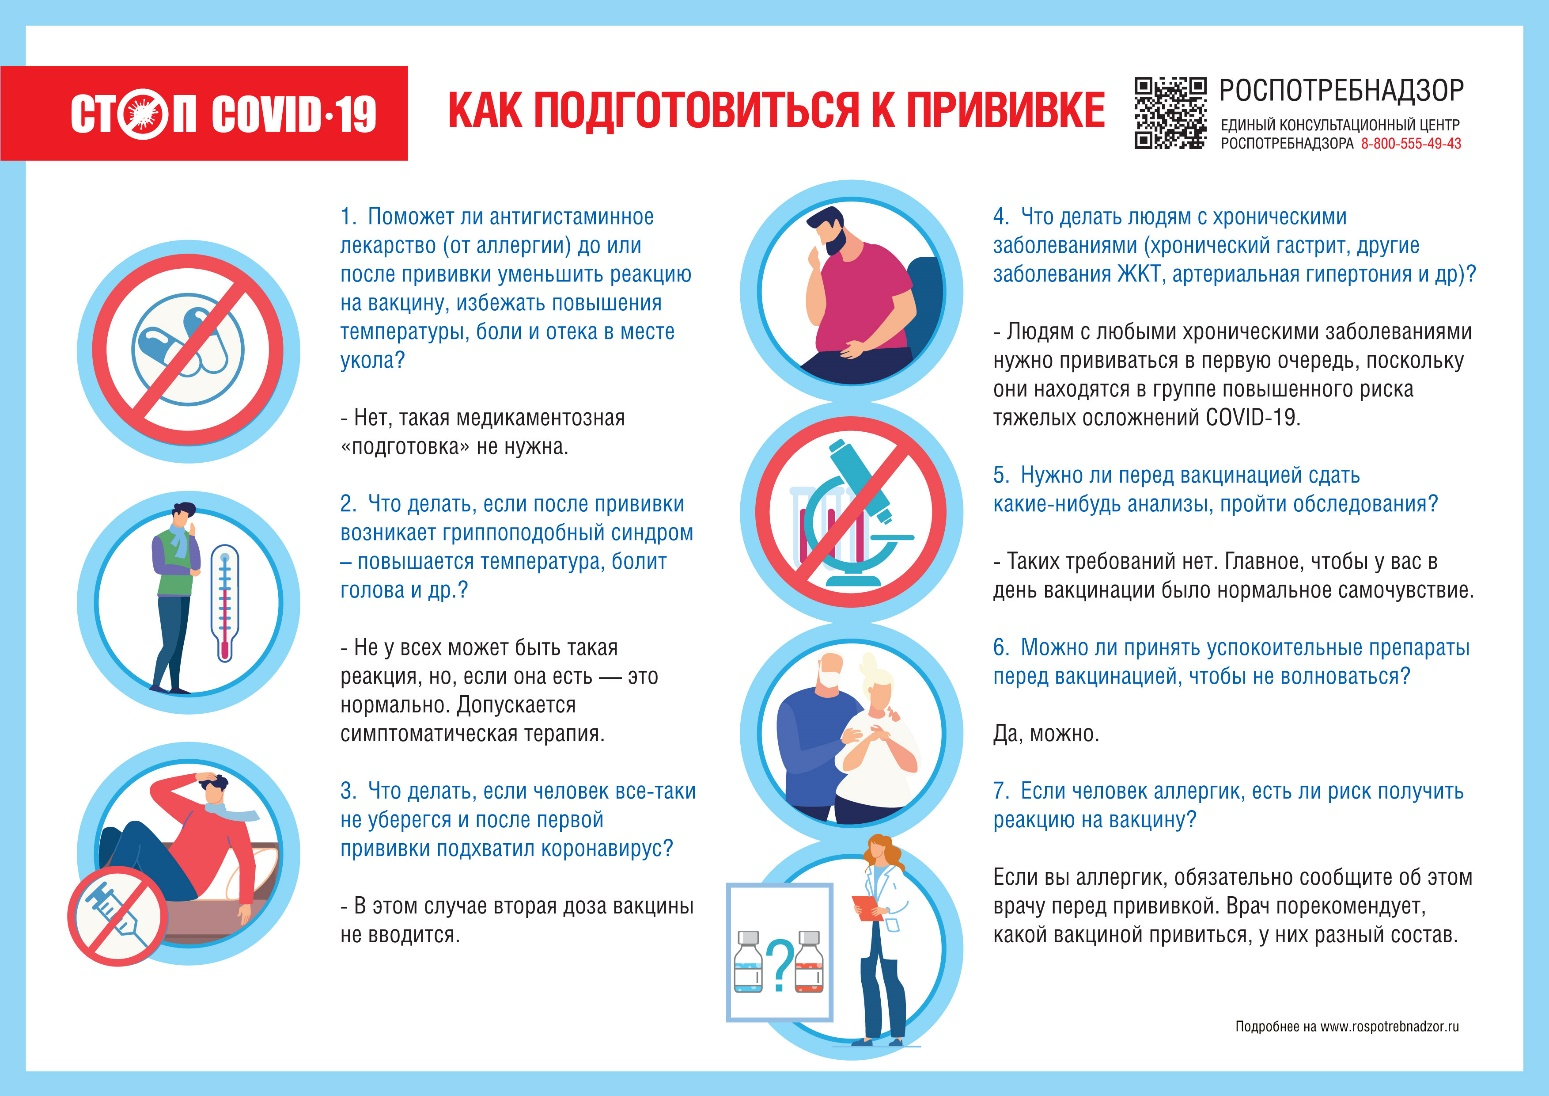 СТОП COVID·19
КАК ПОДГОТОВИТЬСЯ К ПРИВИВКЕ
РОСПОТРЕБНАДЗОР
ЕДИНЫЙ КОНСУЛЬТАЦИОННЫЙ ЦЕНТР
РОСПОТРЕБНАДЗОРА 8-800-555-49-43
1. Поможет ли антигистаминное
лекарство (от аллергии) до или
после прививки уменьшить реакцию
на вакцину, избежать повышения
температуры, боли и отека в месте
укола?
- Нет, такая медикаментозная
«подготовка» не нужна.
2. Что делать, если после прививки
возникает гриппоподобный синдром
– повышается температура, болит
голова и др.?
- Не у всех может быть такая
реакция, но, если она есть — это
нормально. Допускается
симптоматическая терапия.
3. Что делать, если человек все-таки
не уберегся и после первой
прививки подхватил коронавирус?
- В этом случае вторая доза вакцины
не вводится.
4. Что делать людям с хроническими
заболеваниями (хронический гастрит, другие
заболевания ЖКТ, артериальная гипертония и др)?
- Людям с любыми хроническими заболеваниями
нужно прививаться в первую очередь, поскольку
они находятся в группе повышенного риска
тяжелых осложнений COVID-19.
5. Нужно ли перед вакцинацией сдать
какие-нибудь анализы, пройти обследования?
- Таких требований нет. Главное, чтобы у вас в
день вакцинации было нормальное самочувствие.
6. Можно ли принять успокоительные препараты
перед вакцинацией, чтобы не волноваться?
Да, можно.
7. Если человек аллергик, есть ли риск получить
реакцию на вакцину?
Если вы аллергик, обязательно сообщите об этом
врачу перед прививкой. Врач порекомендует,
какой вакциной привиться, у них разный состав.
?
Подробнее на www.rospotrebnadzor.ru